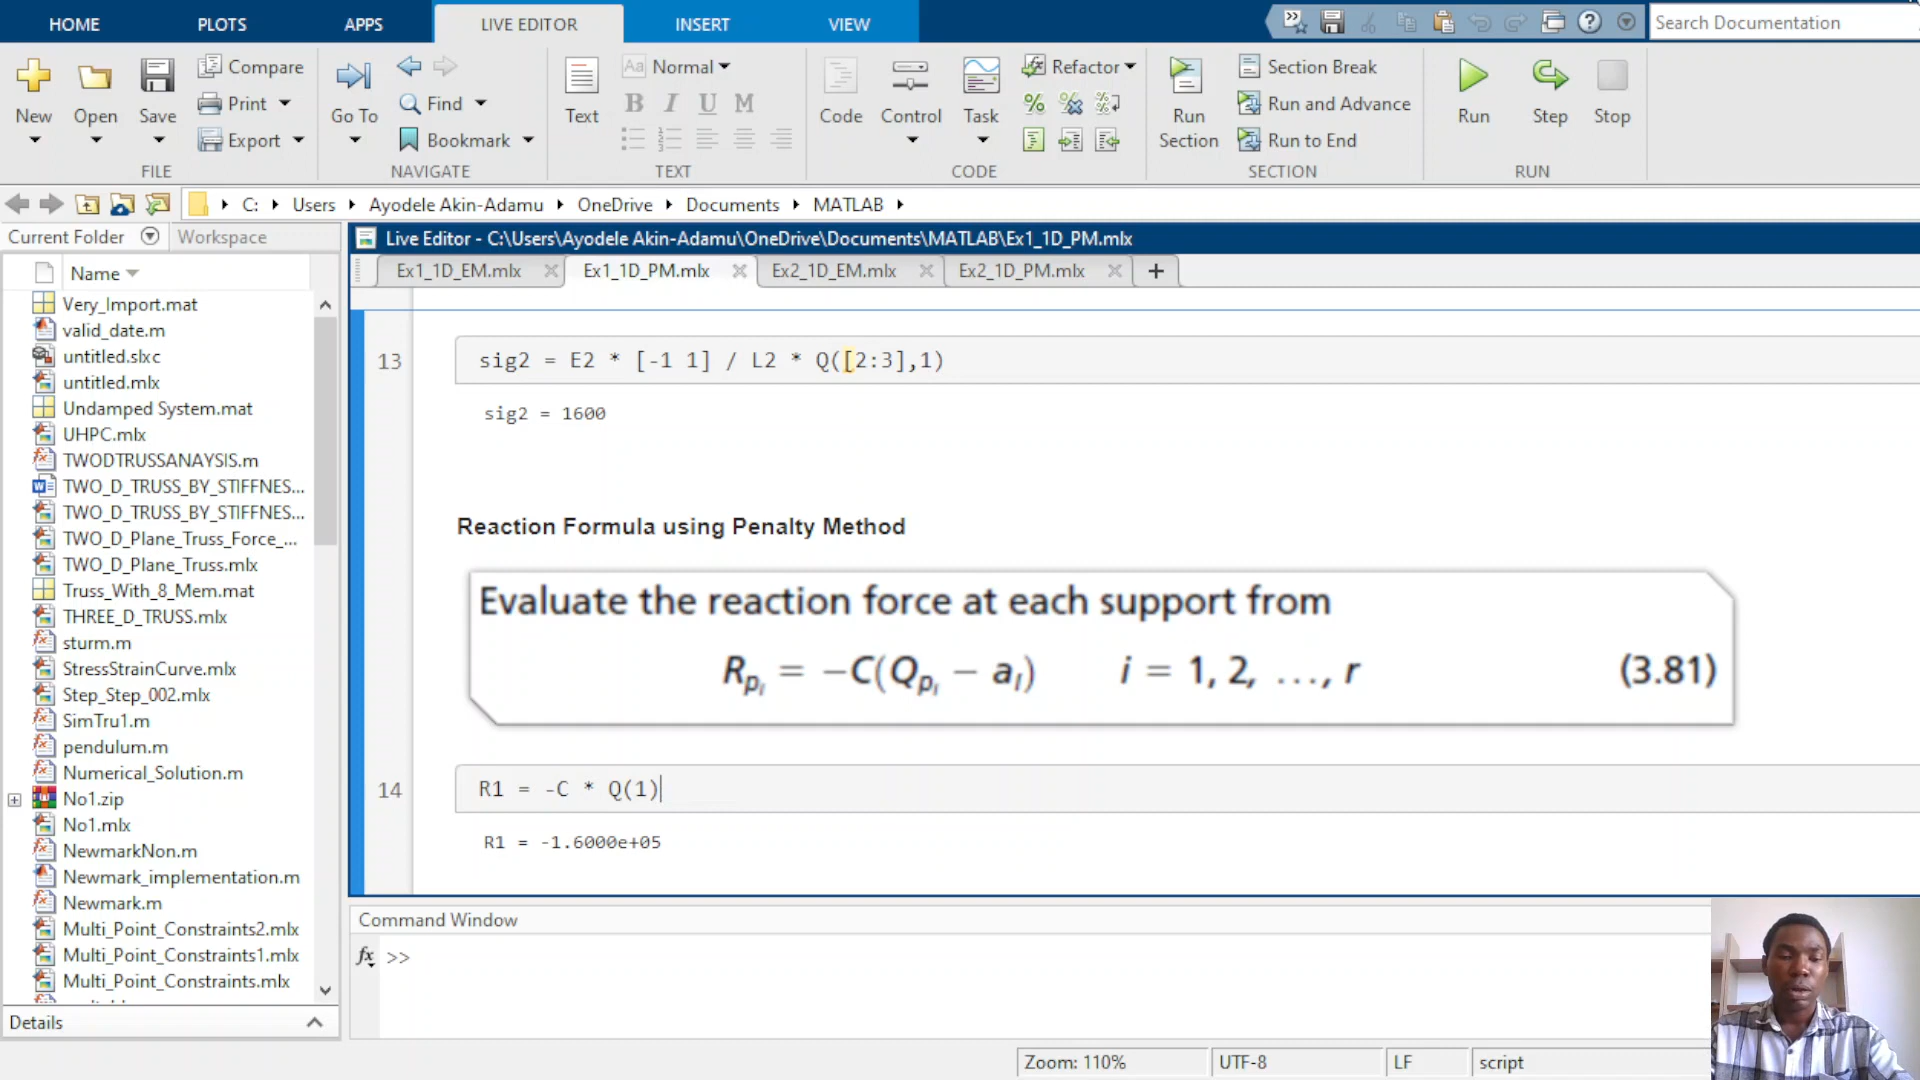 HOME PLOTS APPS LIVE EDITOR INSERT VIEW Search Documentation
New Open Save Compare Print Export FILE
Go To Find Bookmark NAVIGATE
Text Aa Normal B I U M TEXT
Code Control Task Refactor CODE
Run Section Section Break Run and Advance Run to End SECTION
Run Step Stop RUN
C: Users Ayodele Akin-Adamu OneDrive Documents MATLAB
Current Folder Workspace
Name
Very_Import.mat
valid_date.m
untitled.slxc
untitled.mlx
Undamped System.mat
UHPC.mlx
TWODTRUSSANAYSIS.m
TWO_D_TRUSS_BY_STIFFNES...
TWO_D_TRUSS_BY_STIFFNES...
TWO_D_Plane_Truss_Force_...
TWO_D_Plane_Truss.mlx
Truss_With_8_Mem.mat
THREE_D_TRUSS.mlx
sturm.m
StressStrainCurve.mlx
Step_Step_002.mlx
SimTru1.m
pendulum.m
Numerical_Solution.m
No1.zip
No1.mlx
NewmarkNon.m
Newmark_implementation.m
Newmark.m
Multi_Point_Constraints2.mlx
Multi_Point_Constraints1.mlx
Multi_Point_Constraints.mlx
Details
Live Editor - C:\Users\Ayodele Akin-Adamu\OneDrive\Documents\MATLAB\Ex1_1D_PM.mlx
Ex1_1D_EM.mlx Ex1_1D_PM.mlx Ex2_1D_EM.mlx Ex2_1D_PM.mlx +
13 sig2 = E2 * [-1 1] / L2 * Q([2:3],1)
sig2 = 1600
Reaction Formula using Penalty Method
Evaluate the reaction force at each support from
R_{p_i} = −C(Q_{p_i} − a_i) i = 1, 2, ..., r (3.81)
14 R1 = -C * Q(1)
R1 = -1.6000e+05
Command Window
fx >>
Zoom: 110% UTF-8 LF script